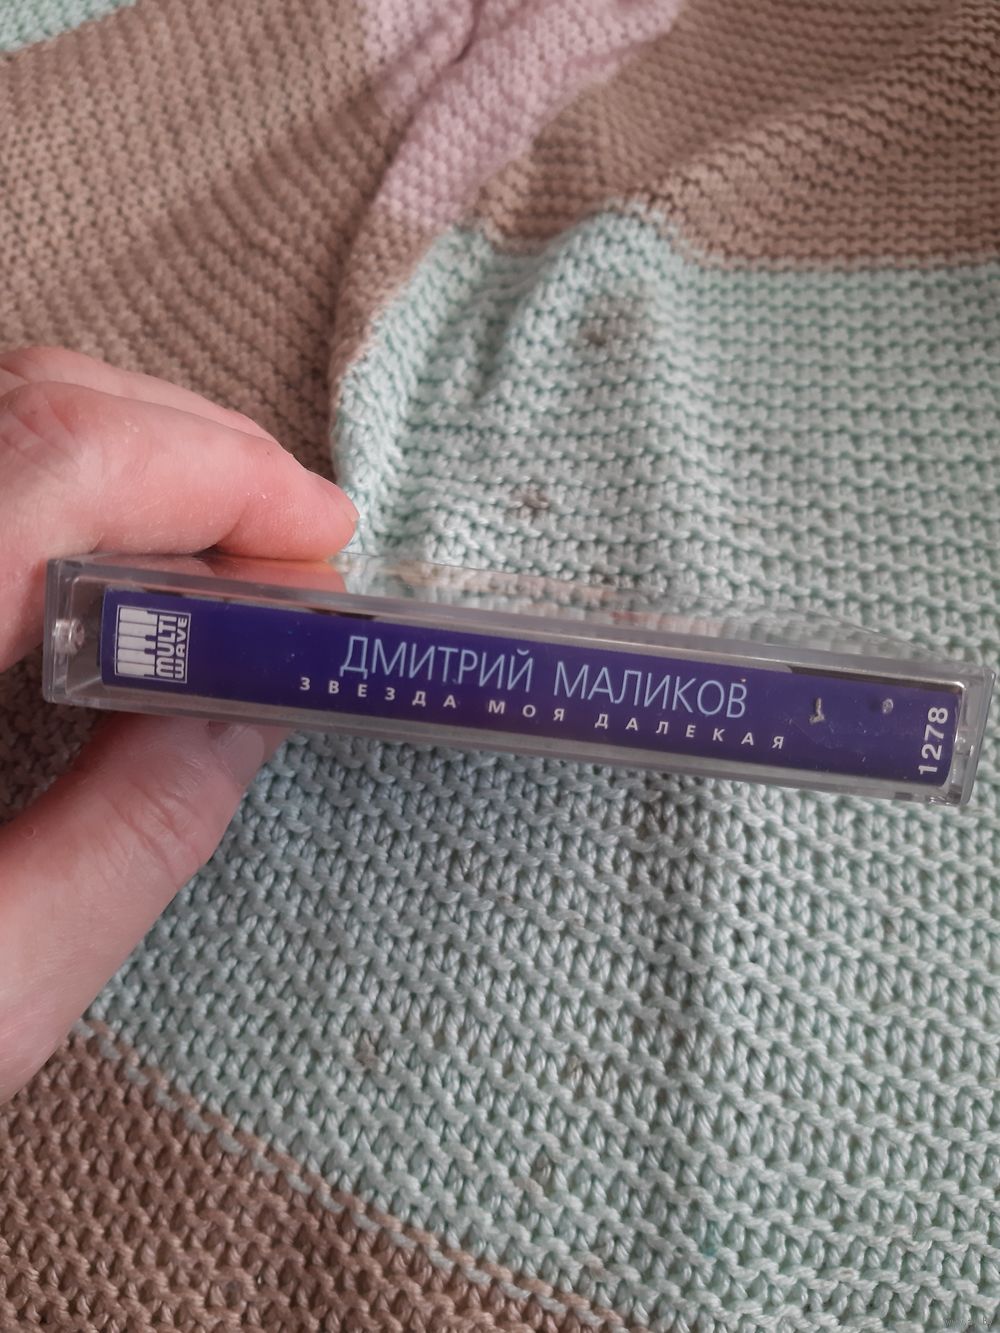 MULTI
WAVE
ДМИТРИЙ МАЛИКОВ
ЗВЕЗДА МОЯ ДАЛЕКАЯ
1278